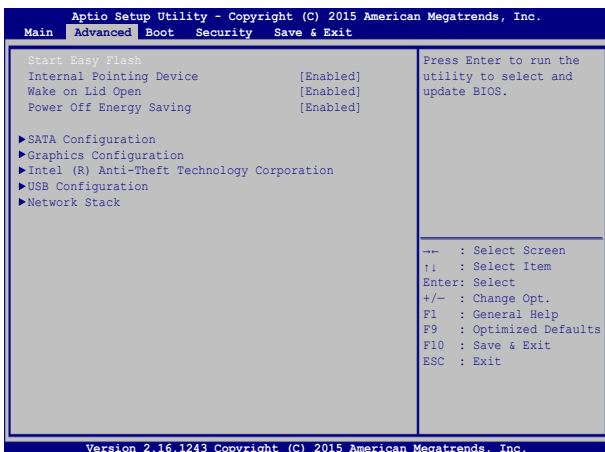 Aptio Setup Utility - Copyright (C) 2015 American Megatrends, Inc.
Main Advanced Boot Security Save & Exit
Start Easy Flash
Internal Pointing Device [Enabled]
Wake on Lid Open [Enabled]
Power Off Energy Saving [Enabled]
▶SATA Configuration
▶Graphics Configuration
▶Intel (R) Anti-Theft Technology Corporation
▶USB Configuration
▶Network Stack
Press Enter to run the
utility to select and
update BIOS.
→← : Select Screen
↑↓ : Select Item
Enter: Select
+/— : Change Opt.
F1 : General Help
F9 : Optimized Defaults
F10 : Save & Exit
ESC : Exit
Version 2.16.1243 Copyright (C) 2015 American Megatrends, Inc.